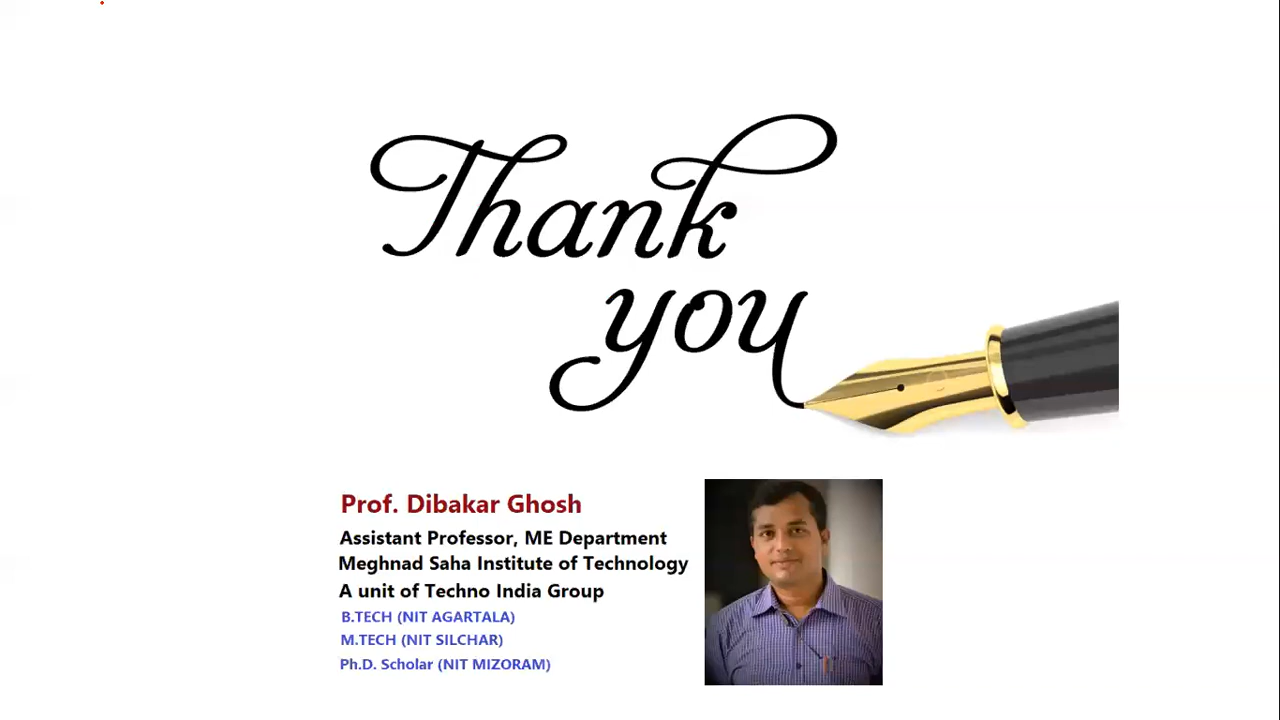 Thank
you
Prof. Dibakar Ghosh
Assistant Professor, ME Department
Meghnad Saha Institute of Technology
A unit of Techno India Group
B.TECH (NIT AGARTALA)
M.TECH (NIT SILCHAR)
Ph.D. Scholar (NIT MIZORAM)